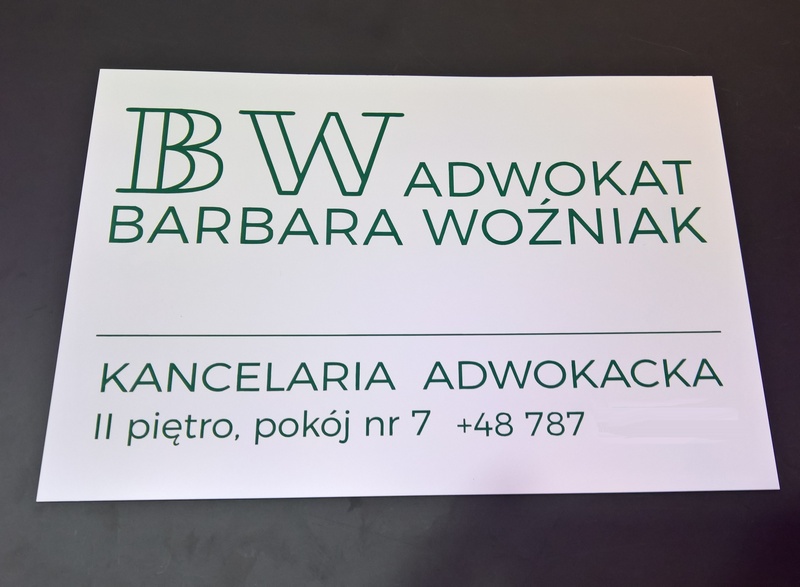 BW ADWOKAT
BARBARA WOŹNIAK
KANCELARIA ADWOKACKA
II piętro, pokój nr 7 +48 787